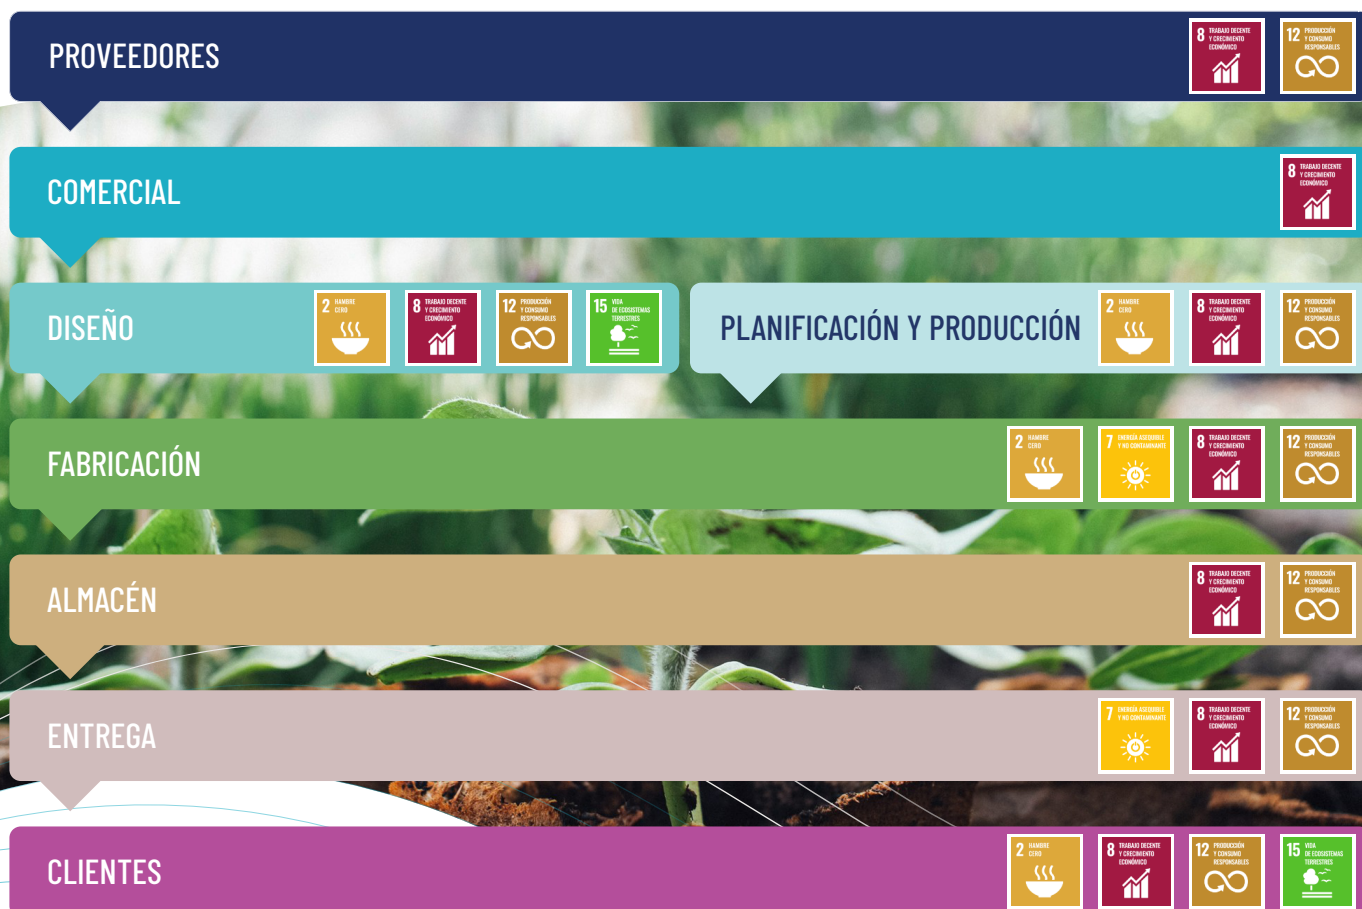 PROVEEDORES
8 TRABAJO DECENTE
Y CRECIMIENTO
ECONÓMICO
12 PRODUCCIÓN
Y CONSUMO
RESPONSABLES
COMERCIAL
8 TRABAJO DECENTE
Y CRECIMIENTO
ECONÓMICO
DISEÑO
2 HAMBRE
CERO
8 TRABAJO DECENTE
Y CRECIMIENTO
ECONÓMICO
12 PRODUCCIÓN
Y CONSUMO
RESPONSABLES
15 VIDA
DE ECOSISTEMAS
TERRESTRES
PLANIFICACIÓN Y PRODUCCIÓN
2 HAMBRE
CERO
8 TRABAJO DECENTE
Y CRECIMIENTO
ECONÓMICO
12 PRODUCCIÓN
Y CONSUMO
RESPONSABLES
FABRICACIÓN
2 HAMBRE
CERO
7 ENERGÍA ASEQUIBLE
Y NO CONTAMINANTE
8 TRABAJO DECENTE
Y CRECIMIENTO
ECONÓMICO
12 PRODUCCIÓN
Y CONSUMO
RESPONSABLES
ALMACÉN
8 TRABAJO DECENTE
Y CRECIMIENTO
ECONÓMICO
12 PRODUCCIÓN
Y CONSUMO
RESPONSABLES
ENTREGA
7 ENERGÍA ASEQUIBLE
Y NO CONTAMINANTE
8 TRABAJO DECENTE
Y CRECIMIENTO
ECONÓMICO
12 PRODUCCIÓN
Y CONSUMO
RESPONSABLES
CLIENTES
2 HAMBRE
CERO
8 TRABAJO DECENTE
Y CRECIMIENTO
ECONÓMICO
12 PRODUCCIÓN
Y CONSUMO
RESPONSABLES
15 VIDA
DE ECOSISTEMAS
TERRESTRES